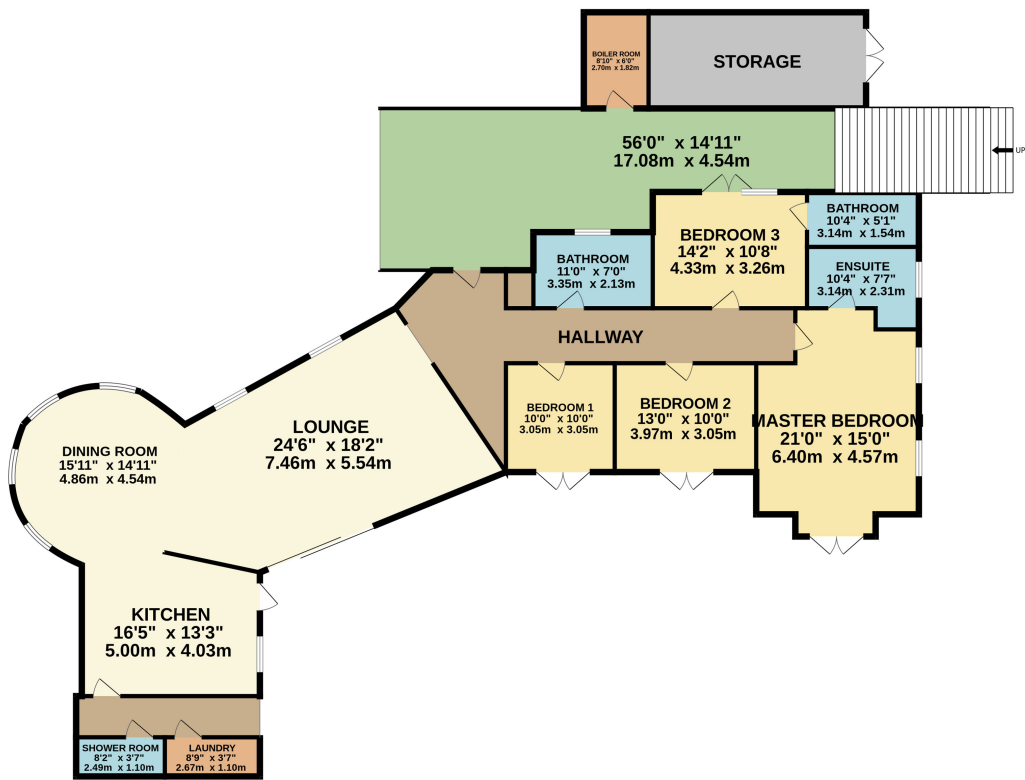 BOILER ROOM
8'10" x 6'0"
2.70m x 1.82m
STORAGE
56'0" x 14'11"
17.08m x 4.54m
UP
BATHROOM
10'4" x 5'1"
3.14m x 1.54m
BEDROOM 3
14'2" x 10'8"
4.33m x 3.26m
BATHROOM
11'0" x 7'0"
3.35m x 2.13m
ENSUITE
10'4" x 7'7"
3.14m x 2.31m
HALLWAY
LOUNGE
24'6" x 18'2"
7.46m x 5.54m
BEDROOM 1
10'0" x 10'0"
3.05m x 3.05m
BEDROOM 2
13'0" x 10'0"
3.97m x 3.05m
MASTER BEDROOM
21'0" x 15'0"
6.40m x 4.57m
DINING ROOM
15'11" x 14'11"
4.86m x 4.54m
KITCHEN
16'5" x 13'3"
5.00m x 4.03m
SHOWER ROOM
8'2" x 3'7"
2.49m x 1.10m
LAUNDRY
8'9" x 3'7"
2.67m x 1.10m